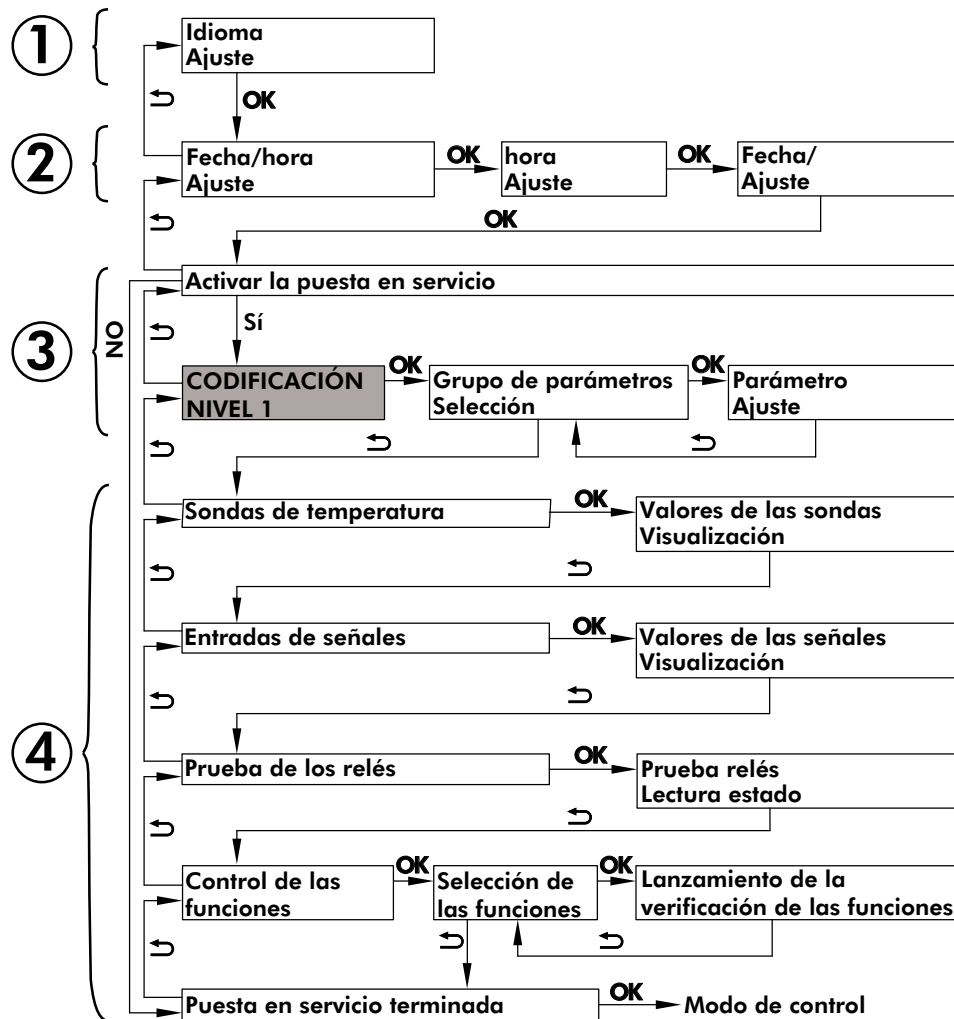 1
Idioma
Ajuste
OK
2
Fecha/hora
Ajuste
OK
hora
Ajuste
OK
Fecha/
Ajuste
OK
3
NO
Activar la puesta en servicio
Sí
CODIFICACIÓN
NIVEL 1
OK
Grupo de parámetros
Selección
OK
Parámetro
Ajuste
4
Sondas de temperatura
OK
Valores de las sondas
Visualización
Entradas de señales
OK
Valores de las señales
Visualización
Prueba de los relés
OK
Prueba relés
Lectura estado
Control de las
funciones
OK
Selección de
las funciones
OK
Lanzamiento de la
verificación de las funciones
Puesta en servicio terminada
OK
Modo de control